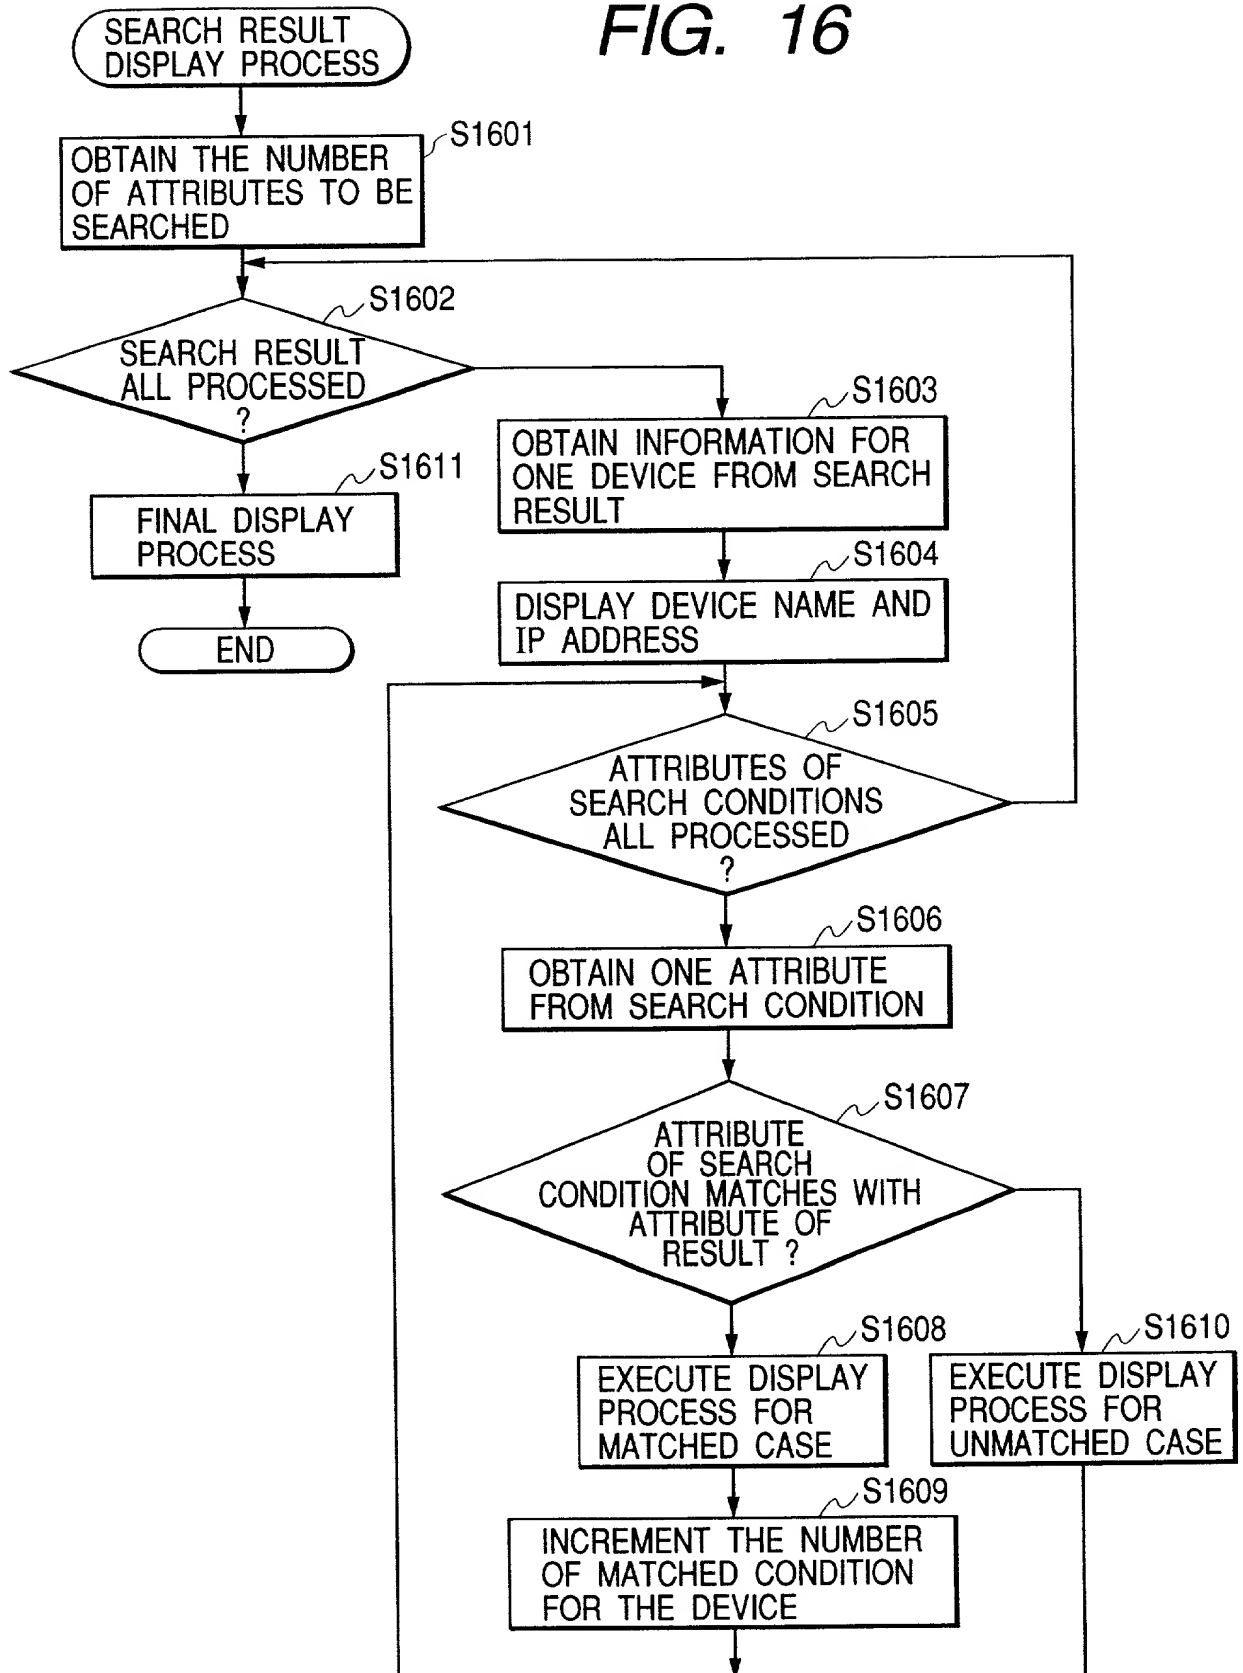 FIG. 16
SEARCH RESULT
DISPLAY PROCESS
S1601
OBTAIN THE NUMBER
OF ATTRIBUTES TO BE
SEARCHED
S1602
SEARCH RESULT
ALL PROCESSED
?
S1611
FINAL DISPLAY
PROCESS
END
S1603
OBTAIN INFORMATION FOR
ONE DEVICE FROM SEARCH
RESULT
S1604
DISPLAY DEVICE NAME AND
IP ADDRESS
S1605
ATTRIBUTES OF
SEARCH CONDITIONS
ALL PROCESSED
?
S1606
OBTAIN ONE ATTRIBUTE
FROM SEARCH CONDITION
S1607
ATTRIBUTE
OF SEARCH
CONDITION MATCHES WITH
ATTRIBUTE OF
RESULT ?
S1608
EXECUTE DISPLAY
PROCESS FOR
MATCHED CASE
S1610
EXECUTE DISPLAY
PROCESS FOR
UNMATCHED CASE
S1609
INCREMENT THE NUMBER
OF MATCHED CONDITION
FOR THE DEVICE